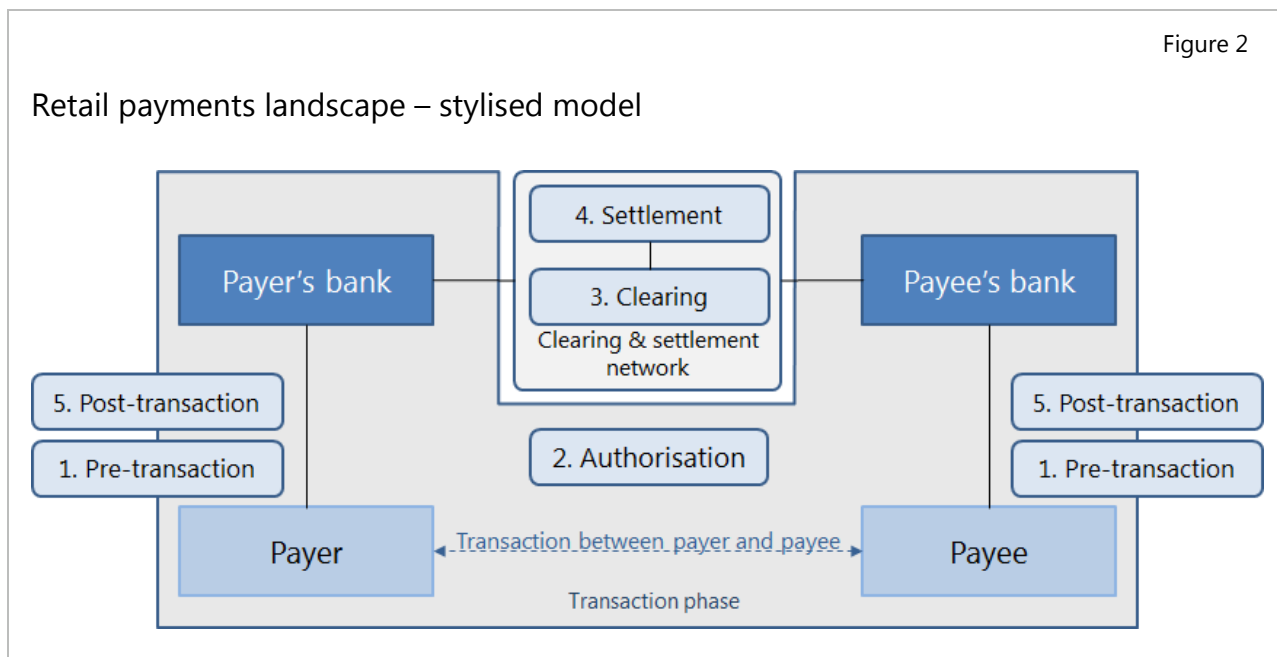 Figure 2
Retail payments landscape – stylised model
4. Settlement
Payer's bank
3. Clearing
Payee's bank
Clearing & settlement
network
5. Post-transaction
5. Post-transaction
2. Authorisation
1. Pre-transaction
1. Pre-transaction
Payer
Transaction between payer and payee
Payee
Transaction phase